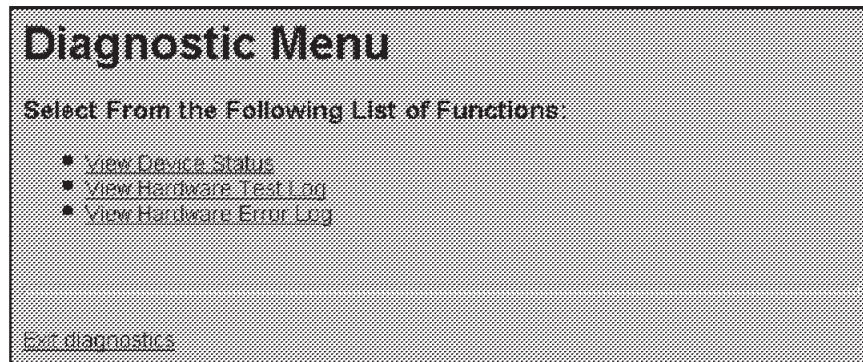 Diagnostic Menu
Select From the Following List of Functions:
View Device Status
View Hardware Test Log
View Hardware Error Log
Exit diagnostics